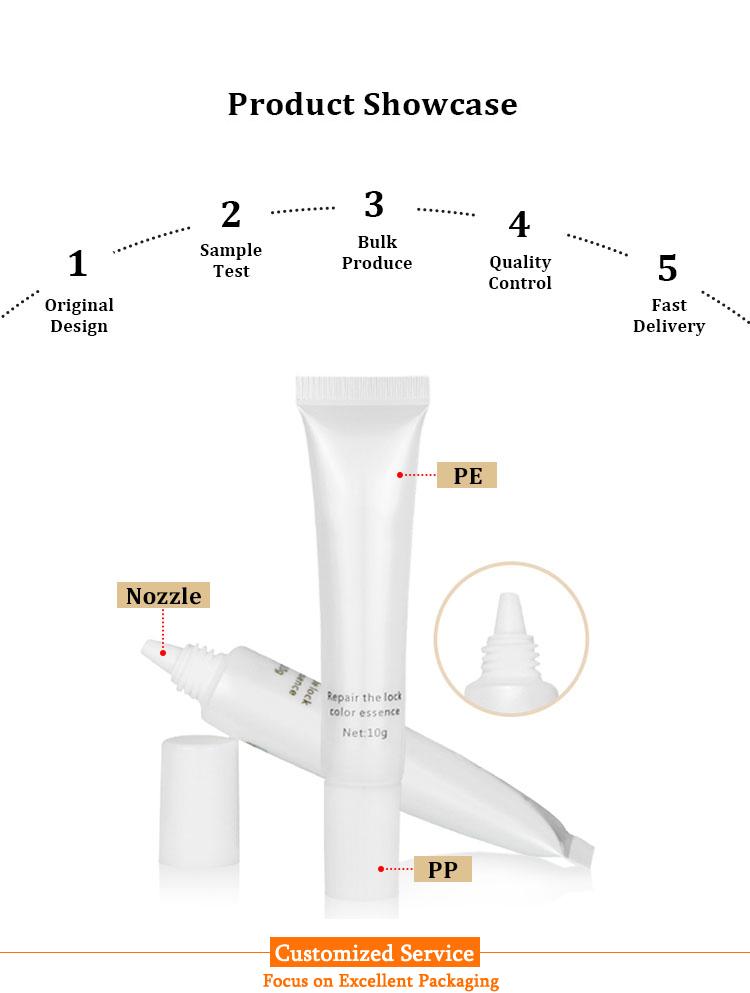 Product Showcase
1
Original
Design
2
Sample
Test
3
Bulk
Produce
4
Quality
Control
5
Fast
Delivery
PE
Nozzle
Repair the lock
color essence
Net:10g
lock
PP
Customized Service
Focus on Excellent Packaging